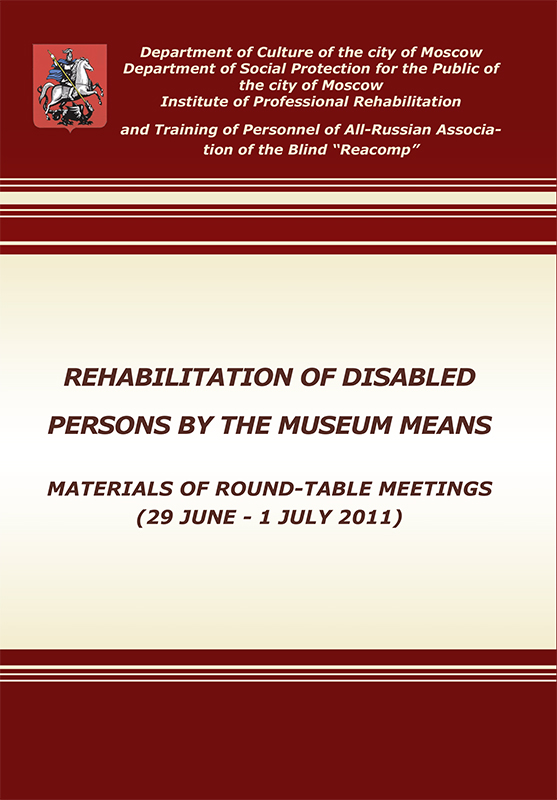 Department of Culture of the city of Moscow
Department of Social Protection for the Public of
the city of Moscow
Institute of Professional Rehabilitation
and Training of Personnel of All-Russian Associa-
tion of the Blind “Reacomp”
REHABILITATION OF DISABLED
PERSONS BY THE MUSEUM MEANS
MATERIALS OF ROUND-TABLE MEETINGS
(29 JUNE - 1 JULY 2011)